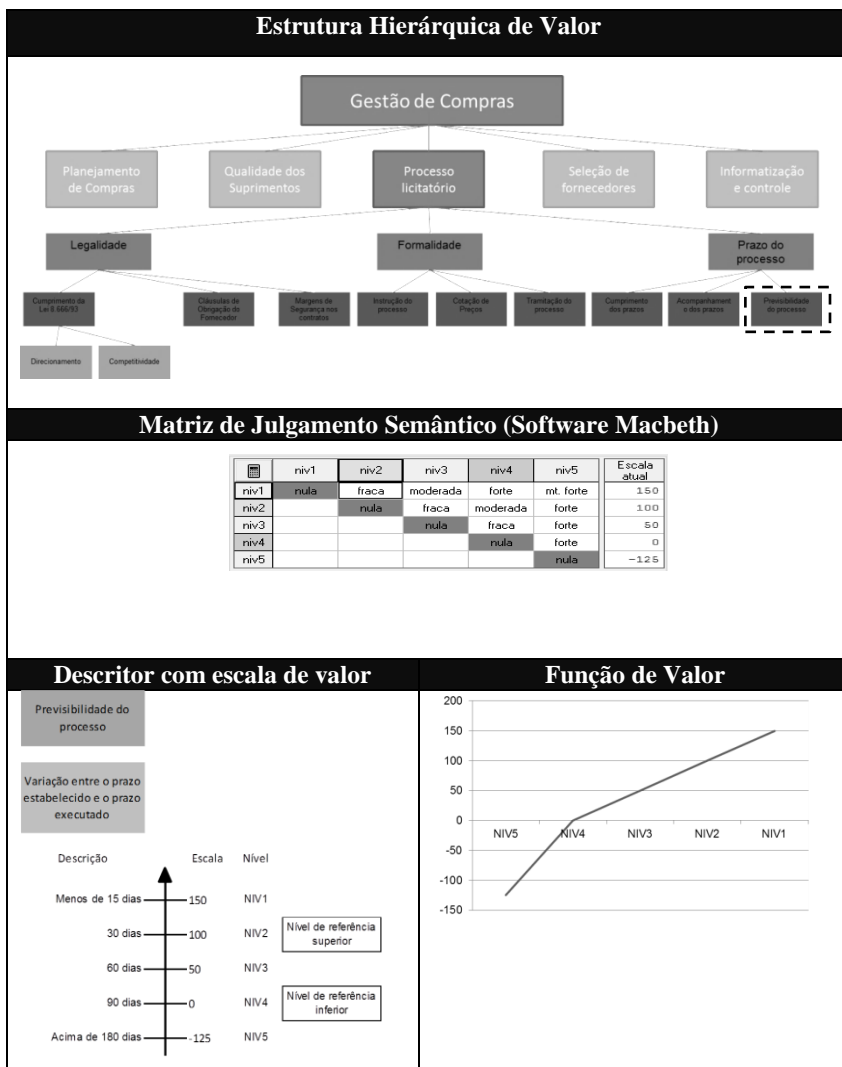 Estrutura Hierárquica de Valor
Gestão de Compras
Planejamento
de Compras
Qualidade dos
Suprimentos
Processo
licitatório
Seleção de
fornecedores
Informatização
e controle
Legalidade
Formalidade
Prazo do
processo
Cumprimento da
Lei 8.666/93
Cláusulas de
Obrigação do
Fornecedor
Margens de
Segurança nos
contratos
Instrução do
processo
Cotação de
Preços
Tramitação do
processo
Cumprimento
dos prazos
Acompanhament
o dos prazos
Previsibilidade
do processo
Direcionamento
Competitividade
Matriz de Julgamento Semântico (Software Macbeth)
niv1 niv2 niv3 niv4 niv5 Escala
atual
niv1 nula fraca moderada forte mt. forte 150
niv2 nula fraca moderada forte 100
niv3 nula fraca forte 50
niv4 nula forte 0
niv5 nula -125
Descritor com escala de valor
Previsibilidade do
processo
Variação entre o prazo
estabelecido e o prazo
executado
Descrição Escala Nível
Menos de 15 dias 150 NIV1
30 dias 100 NIV2 Nível de referência
superior
60 dias 50 NIV3
90 dias 0 NIV4 Nível de referência
inferior
Acima de 180 dias -125 NIV5
Função de Valor
200
150
100
50
0
NIV5 NIV4 NIV3 NIV2 NIV1
-50
-100
-150